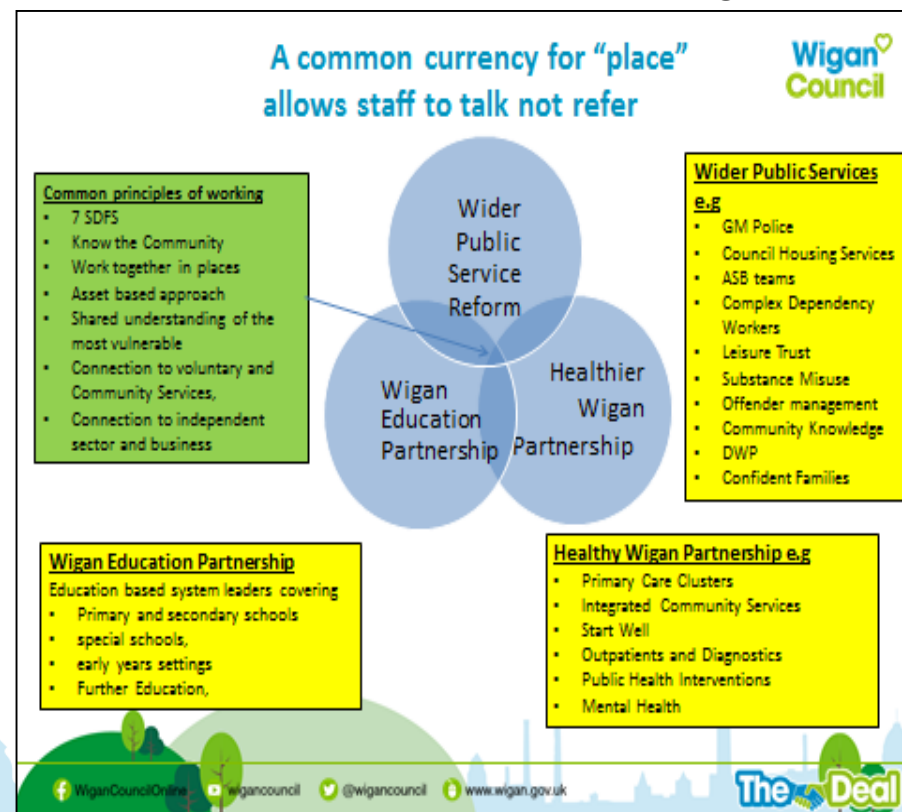 A common currency for “place”
allows staff to talk not refer
Wigan
Council
Common principles of working
• 7 SDFS
• Know the Community
• Work together in places
• Asset based approach
• Shared understanding of the
most vulnerable
• Connection to voluntary and
Community Services,
• Connection to independent
sector and business
Wider
Public
Service
Reform
Wigan
Education
Partnership
Healthier
Wigan
Partnership
Wider Public Services
e.g
• GM Police
• Council Housing Services
• ASB teams
• Complex Dependency
Workers
• Leisure Trust
• Substance Misuse
• Offender management
• Community Knowledge
• DWP
• Confident Families
Wigan Education Partnership
Education based system leaders covering
• Primary and secondary schools
• special schools,
• early years settings
• Further Education,
Healthy Wigan Partnership e.g
• Primary Care Clusters
• Integrated Community Services
• Start Well
• Outpatients and Diagnostics
• Public Health Interventions
• Mental Health
WiganCouncilOnline wigancouncil @wigancouncil www.wigan.gov.uk
The Deal